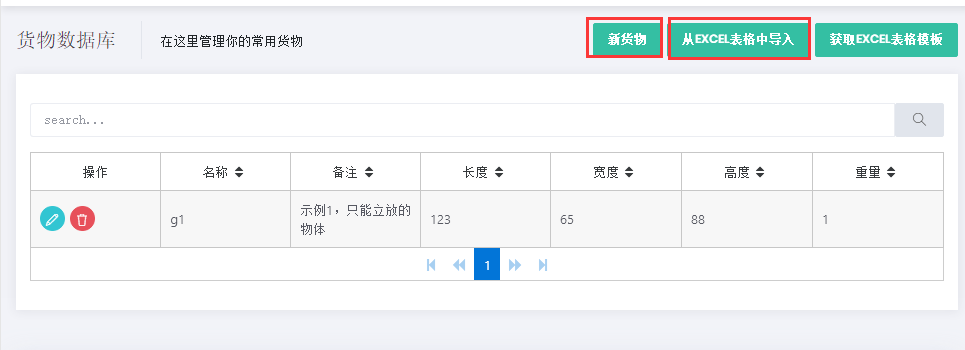 货物数据库 在这里管理你的常用货物 新货物 从EXCEL表格中导入 获取EXCEL表格模板
search...
操作 名称 备注 长度 宽度 高度 重量
g1 示例1，只能立放的 123 65 88 1
物体
1